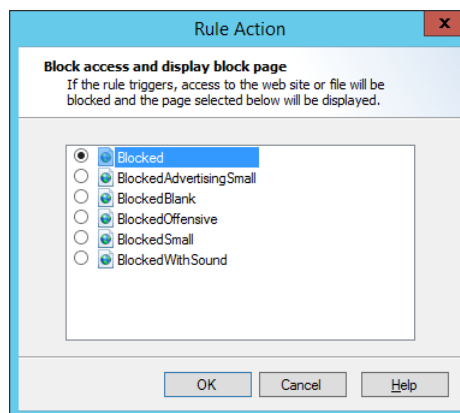 Rule Action
x
Block access and display block page
If the rule triggers, access to the web site or file will be
blocked and the page selected below will be displayed.
Blocked
BlockedAdvertisingSmall
BlockedBlank
BlockedOffensive
BlockedSmall
BlockedWithSound
OK Cancel Help